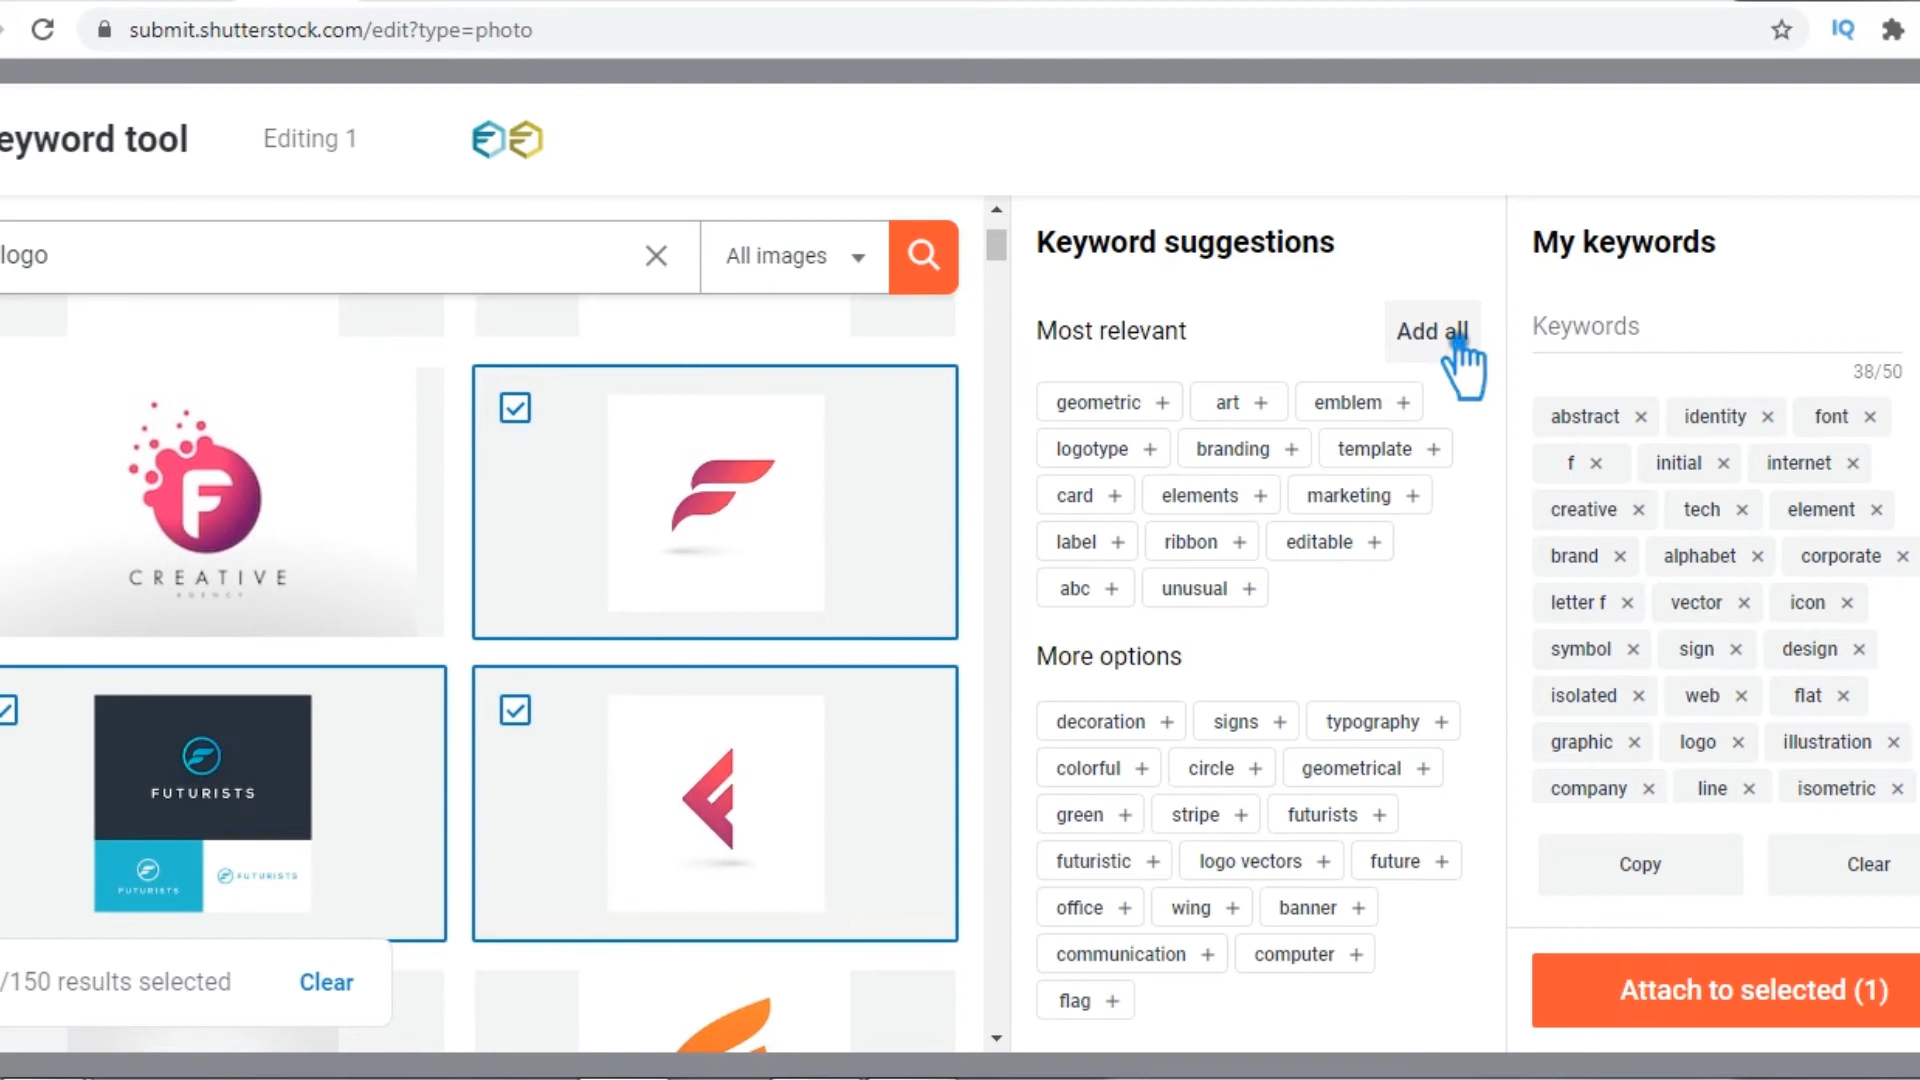 submit.shutterstock.com/edit?type=photo
IQ
eyword tool
Editing 1
logo
All images
Keyword suggestions
My keywords
Most relevant
Add all
Keywords
38/50
geometric + art + emblem +
logotype + branding + template +
card + elements + marketing +
label + ribbon + editable +
abc + unusual +
More options
decoration + signs + typography +
colorful + circle + geometrical +
green + stripe + futurists +
futuristic + logo vectors + future +
office + wing + banner +
communication + computer +
flag +
abstract × identity × font ×
f × initial × internet ×
creative × tech × element ×
brand × alphabet × corporate ×
letter f × vector × icon ×
symbol × sign × design ×
isolated × web × flat ×
graphic × logo × illustration ×
company × line × isometric ×
Copy
Clear
Attach to selected (1)
F
CREATIVE
AGENCY
FUTURISTS
FUTURISTS
FUTURISTS
/150 results selected
Clear